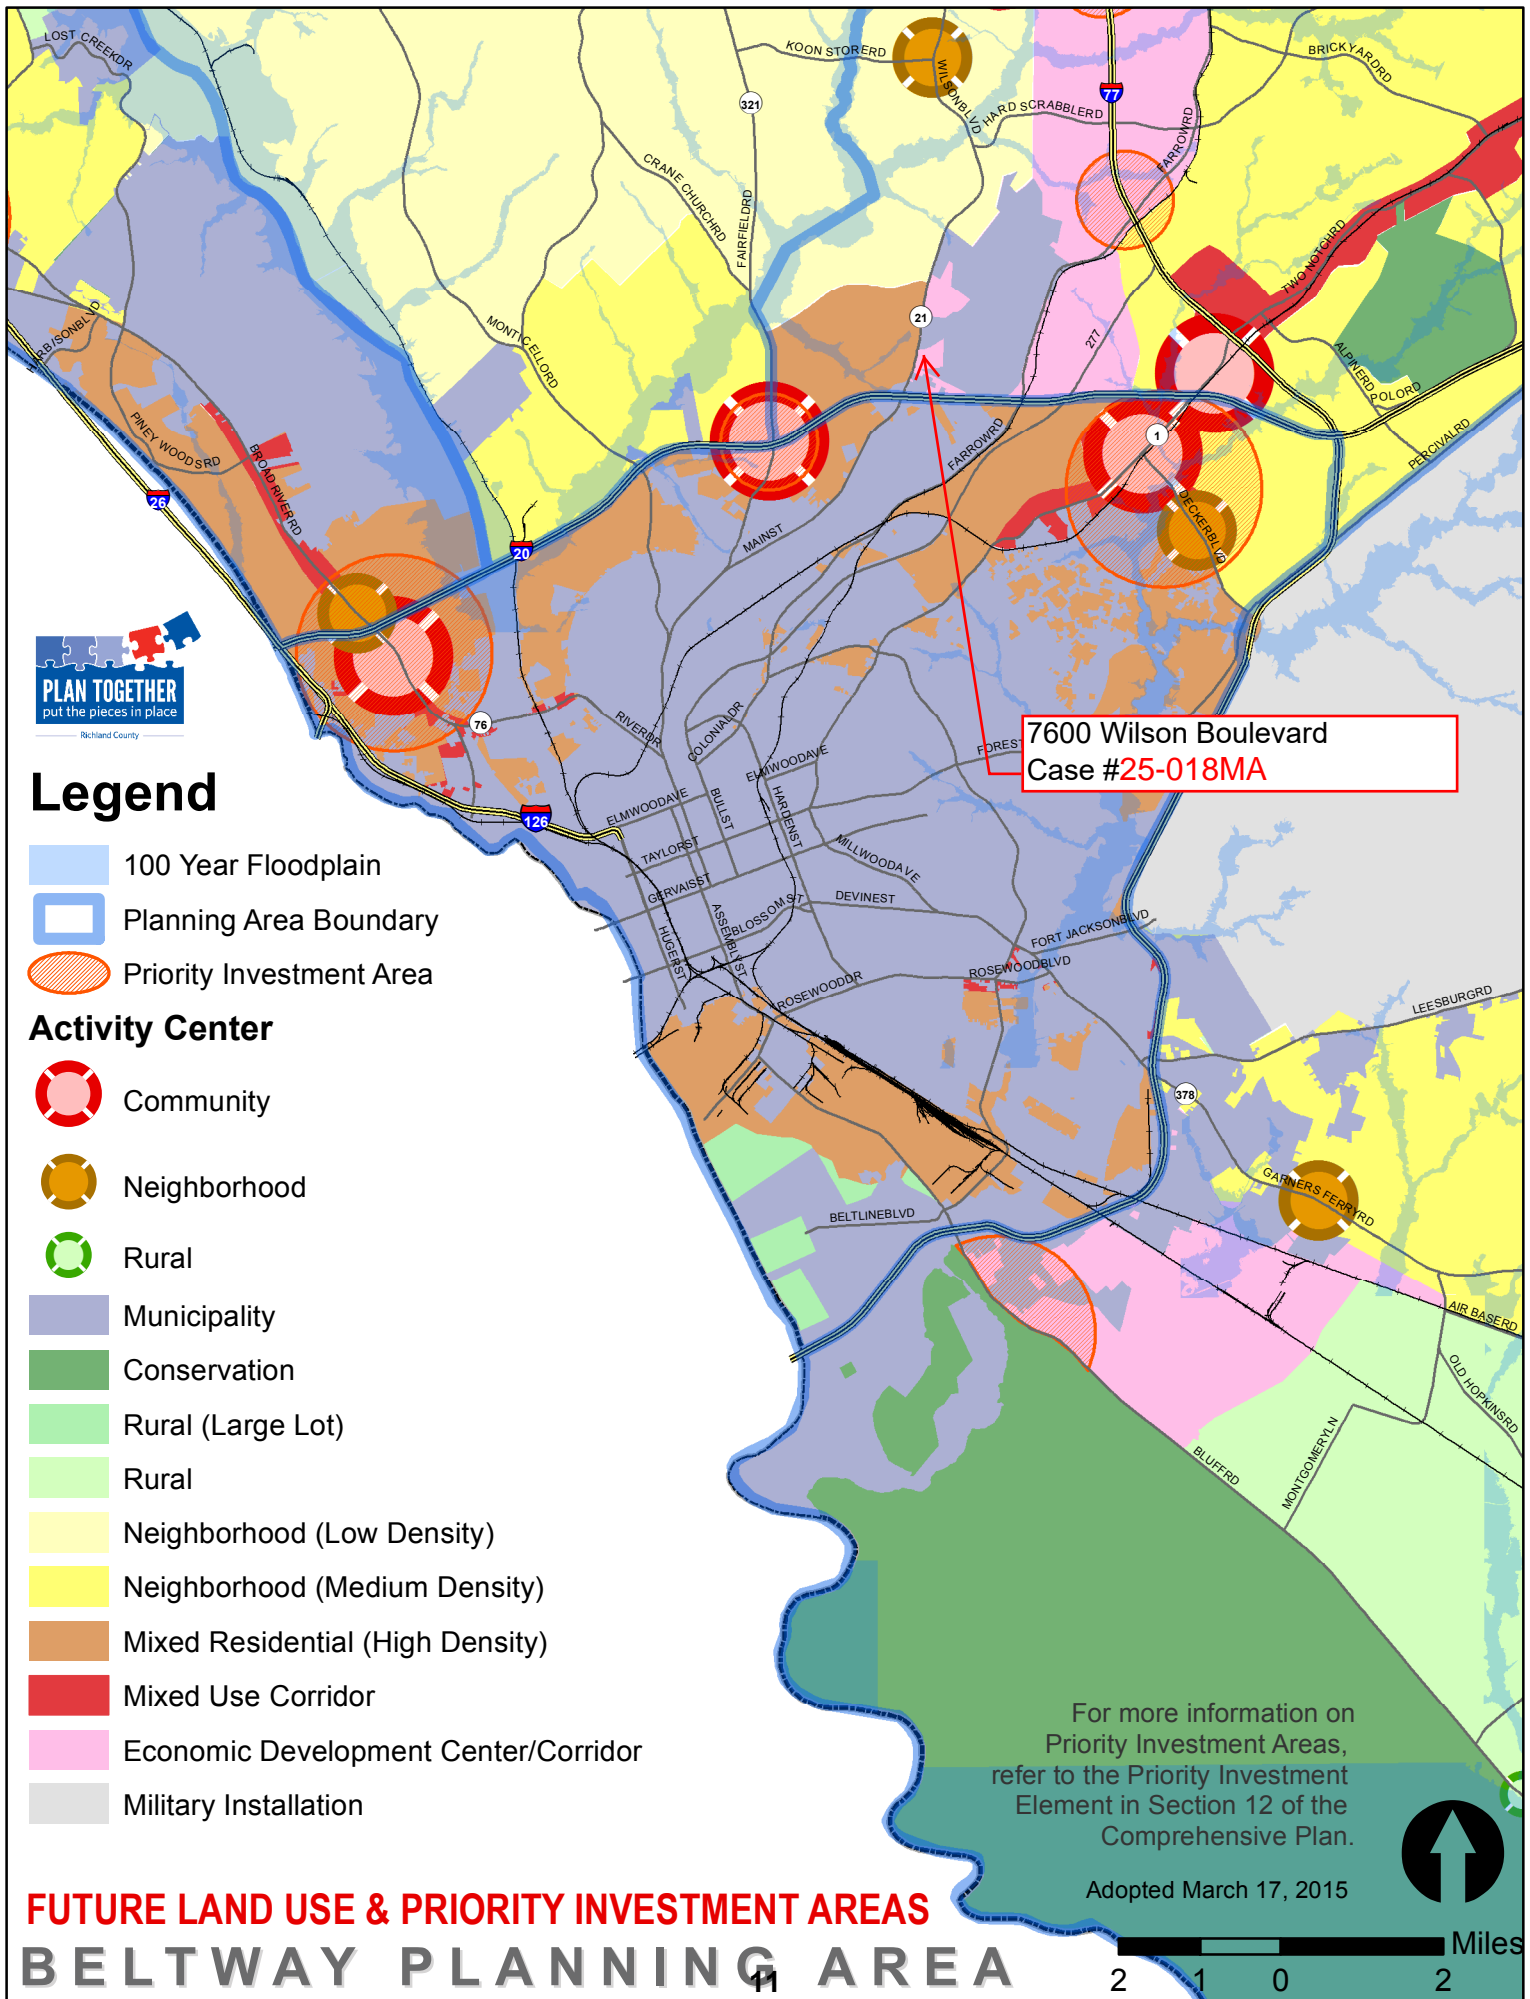 LOST CREEKDR
KOON STORERD
BRICKYARDRD
WILSONBLVD
77
321
HARD SCRABBLERD
FARROWRD
CRANE CHURCHRD
FAIRFIELDRD
TWO NOTCHRD
HARBISONBLVD
MONTICELLORD
21
277
ALPINERD
POLORD
PINEY WOODSRD
BROAD RIVERRD
FARROWRD
1
PERCIVALRD
26
DECKERBLVD
MAINST
20
PLAN TOGETHER
put the pieces in place
Richland County
76
RIVERDR
COLONIALDR
FOREST
7600 Wilson Boulevard
Case #25-018MA
ELMWOODAVE
Legend
126
ELMWOODAVE
BULLST
HARDENST
TAYLORST
MILLWOODAVE
100 Year Floodplain
GERVAISST
DEVINEST
Planning Area Boundary
BLOSSOMST
ASSEMBLYST
HUGERST
FORT JACKSONBLVD
Priority Investment Area
ROSEWOODBLVD
ROSEWOODDR
LEESBURGRD
Activity Center
Community
378
Neighborhood
GARNERS FERRYRD
BELTLINEBLVD
Rural
Municipality
AIR BASERD
Conservation
OLD HOPKINSRD
Rural (Large Lot)
BLUFFRD
MONTGOMERYLN
Rural
Neighborhood (Low Density)
Neighborhood (Medium Density)
Mixed Residential (High Density)
Mixed Use Corridor
Economic Development Center/Corridor
Military Installation
For more information on
Priority Investment Areas,
refer to the Priority Investment
Element in Section 12 of the
Comprehensive Plan.
Adopted March 17, 2015
FUTURE LAND USE & PRIORITY INVESTMENT AREAS
BELTWAY PLANNING AREA
11
Miles
2 1 0 2